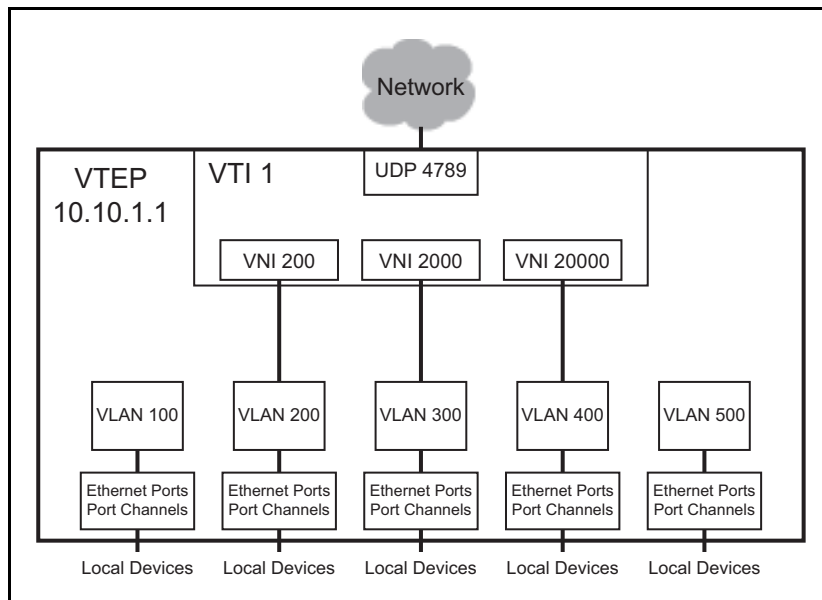 Network
VTEP
10.10.1.1
VTI 1
UDP 4789
VNI 200
VNI 2000
VNI 20000
VLAN 100
VLAN 200
VLAN 300
VLAN 400
VLAN 500
Ethernet Ports
Port Channels
Ethernet Ports
Port Channels
Ethernet Ports
Port Channels
Ethernet Ports
Port Channels
Ethernet Ports
Port Channels
Local Devices
Local Devices
Local Devices
Local Devices
Local Devices